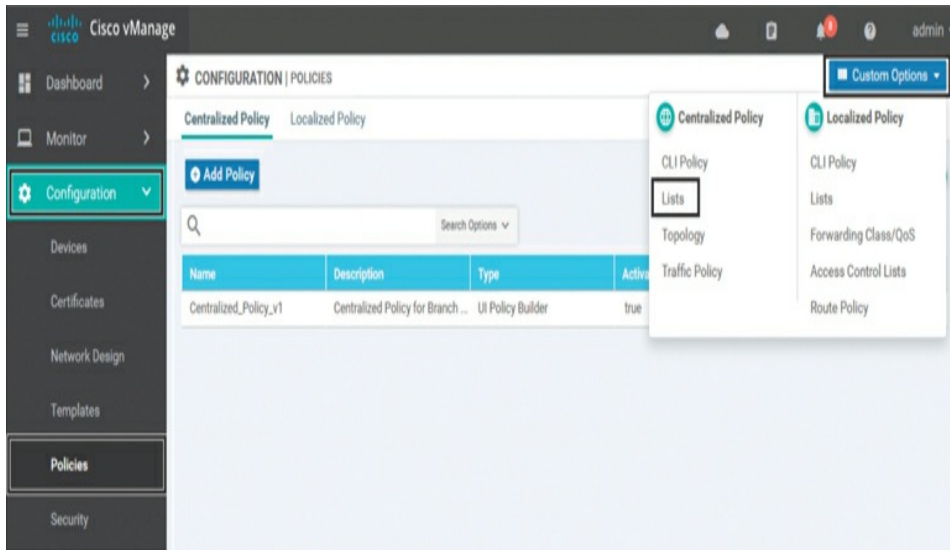 CISCO Cisco vManage
8
admin
Dashboard
Monitor
Configuration
Devices
Certificates
Network Design
Templates
Policies
Security
CONFIGURATION | POLICIES
Custom Options
Centralized Policy Localized Policy
Add Policy
Search Options
Name Description Type Activa
Centralized_Policy_v1 Centralized Policy for Branch ... UI Policy Builder true
Centralized Policy
CLI Policy
Lists
Topology
Traffic Policy
Localized Policy
CLI Policy
Lists
Forwarding Class/QoS
Access Control Lists
Route Policy